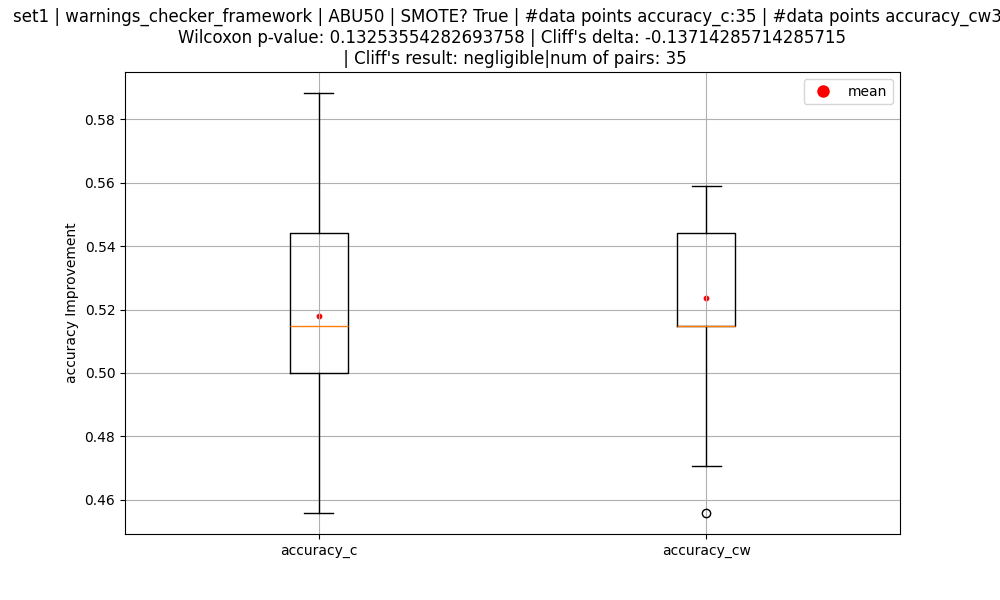 set1 | warnings_checker_framework | ABU50 | SMOTE? True | #data points accuracy_c:35 | #data points accuracy_cw3
Wilcoxon p-value: 0.13253554282693758 | Cliff's delta: -0.13714285714285715
| Cliff's result: negligible|num of pairs: 35
mean
accuracy Improvement
0.58
0.56
0.54
0.52
0.50
0.48
0.46
accuracy_c
accuracy_cw